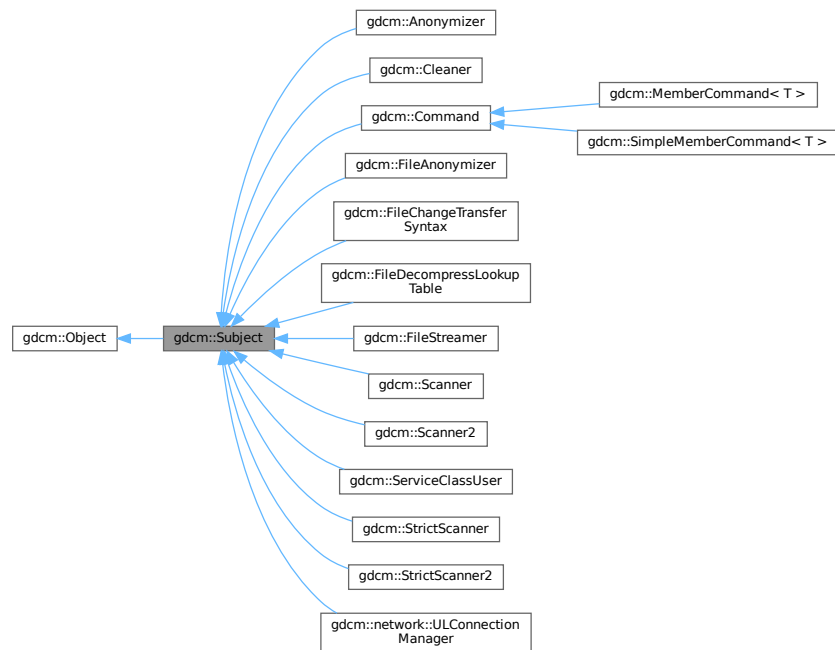 gdcm::Anonymizer
gdcm::Cleaner
gdcm::MemberCommand< T >
gdcm::Command
gdcm::SimpleMemberCommand< T >
gdcm::FileAnonymizer
gdcm::FileChangeTransfer
Syntax
gdcm::FileDecompressLookup
Table
gdcm::Object
gdcm::Subject
gdcm::FileStreamer
gdcm::Scanner
gdcm::Scanner2
gdcm::ServiceClassUser
gdcm::StrictScanner
gdcm::StrictScanner2
gdcm::network::ULConnection
Manager